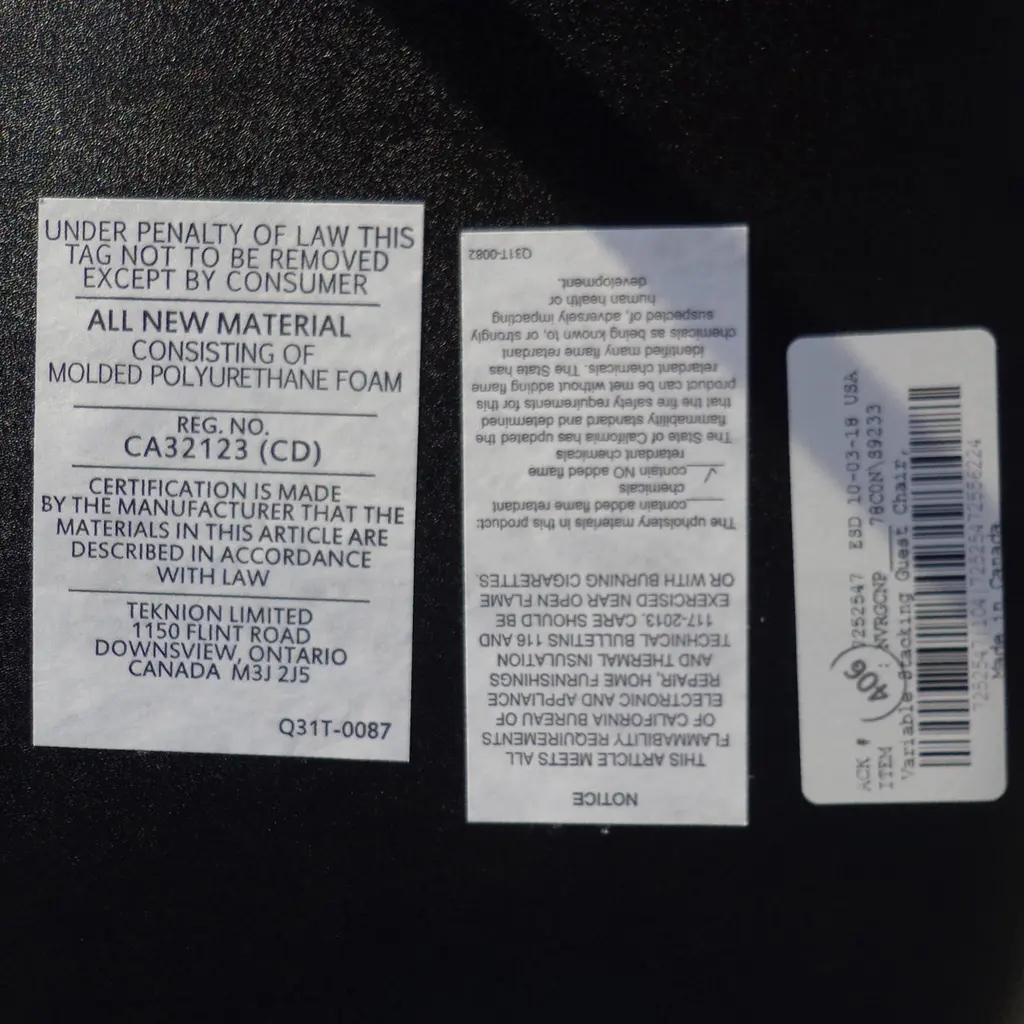 UNDER PENALTY OF LAW THIS
TAG NOT TO BE REMOVED
EXCEPT BY CONSUMER
ALL NEW MATERIAL
CONSISTING OF
MOLDED POLYURETHANE FOAM
REG. NO.
CA32123 (CD)
CERTIFICATION IS MADE
BY THE MANUFACTURER THAT THE
MATERIALS IN THIS ARTICLE ARE
DESCRIBED IN ACCORDANCE
WITH LAW
TEKNION LIMITED
1150 FLINT ROAD
DOWNSVIEW, ONTARIO
CANADA M3J 2J5
Q31T-0087
NOTICE
THIS ARTICLE MEETS ALL
FLAMMABILITY REQUIREMENTS
OF CALIFORNIA BUREAU OF
ELECTRONIC AND APPLIANCE
REPAIR, HOME FURNISHINGS
AND THERMAL INSULATION
TECHNICAL BULLETINS 116 AND
117-2013. CARE SHOULD BE
EXERCISED NEAR OPEN FLAME
OR WITH BURNING CIGARETTES.
The upholstery materials in this product:
contain added flame retardant
chemicals
✓ contain NO added flame
retardant chemicals
The State of California has updated the
flammability standard and determined
that the fire safety requirements for this
product can be met without adding flame
retardant chemicals. The State has
identified many flame retardant
chemicals as being known to, or strongly
suspected of, adversely impacting
human health or
development.
Q31T-0082
ACK # 7252547 ESD 10-03-18 USA
ITEM : NVRGCNP 78CON\89233
Variable Stacking Guest Chair,
406
Made in Canada